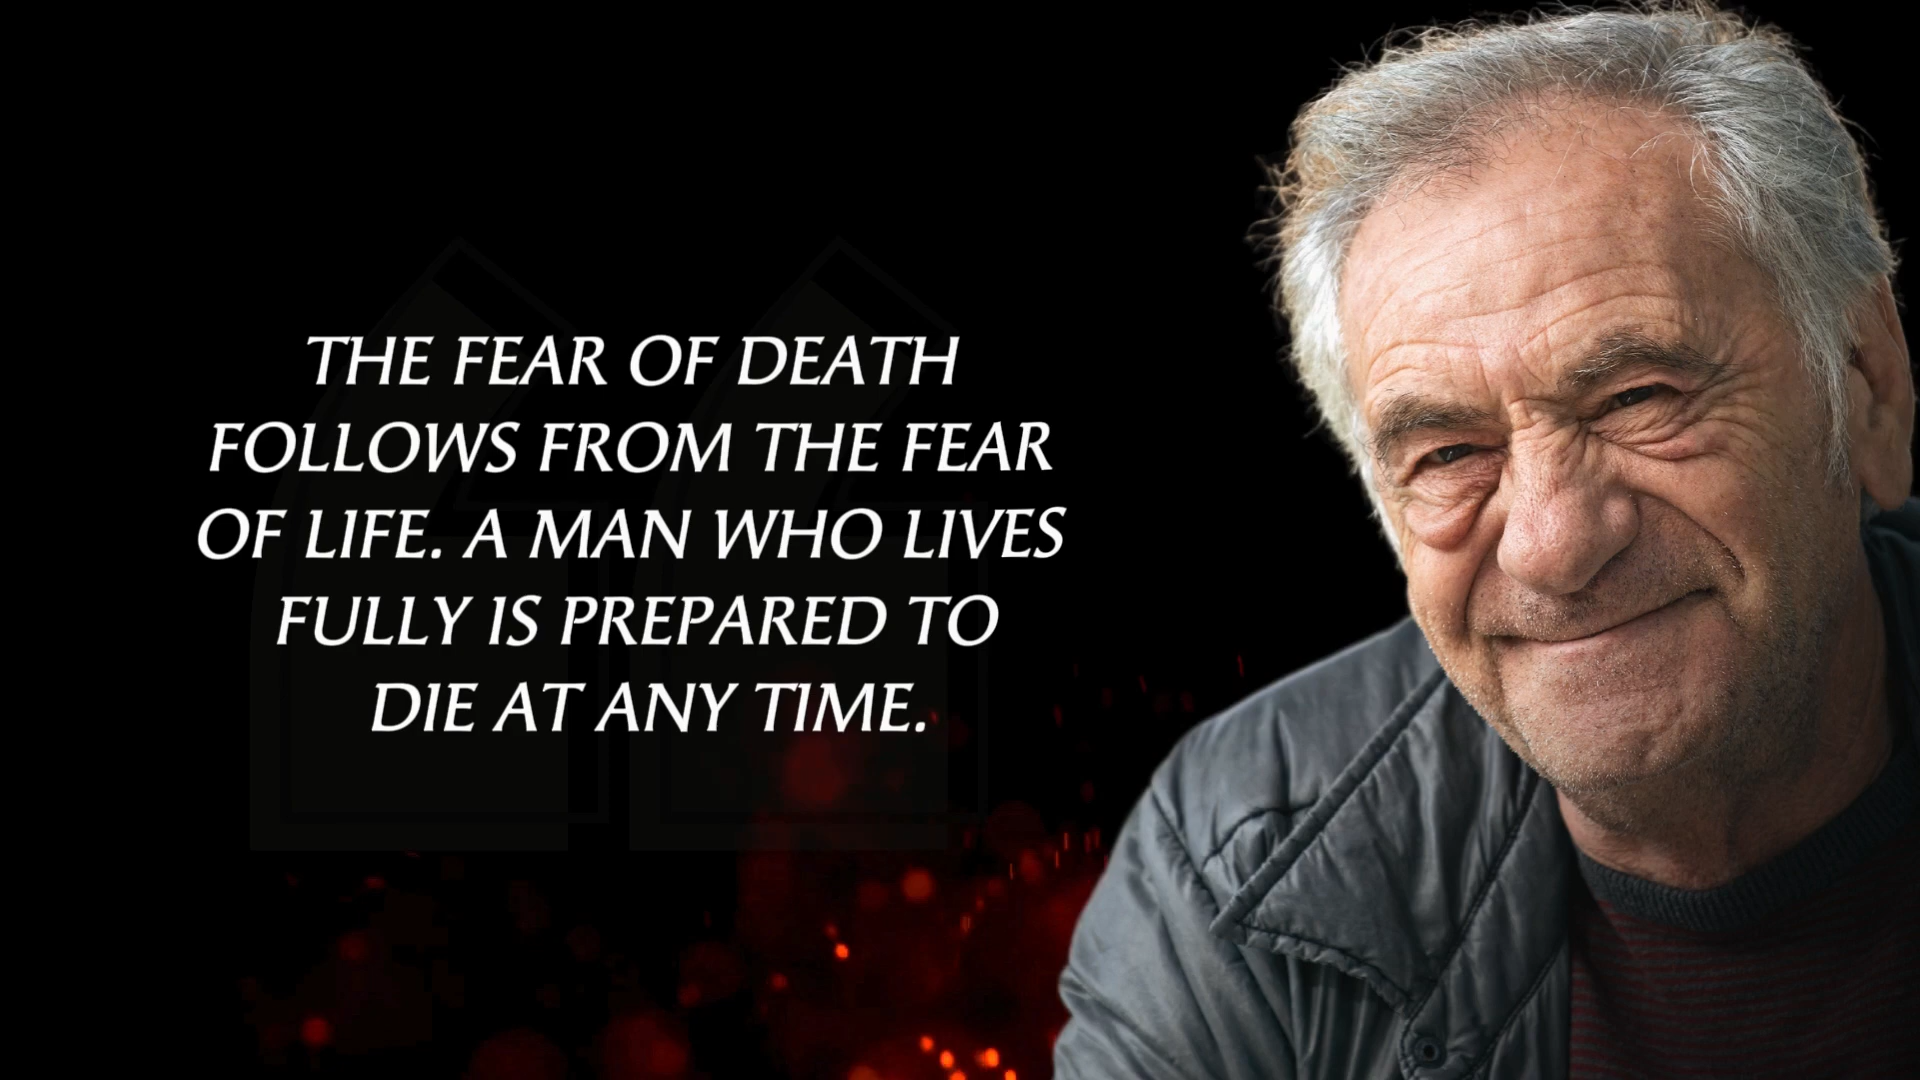 THE FEAR OF DEATH
FOLLOWS FROM THE FEAR
OF LIFE. A MAN WHO LIVES
FULLY IS PREPARED TO
DIE AT ANY TIME.